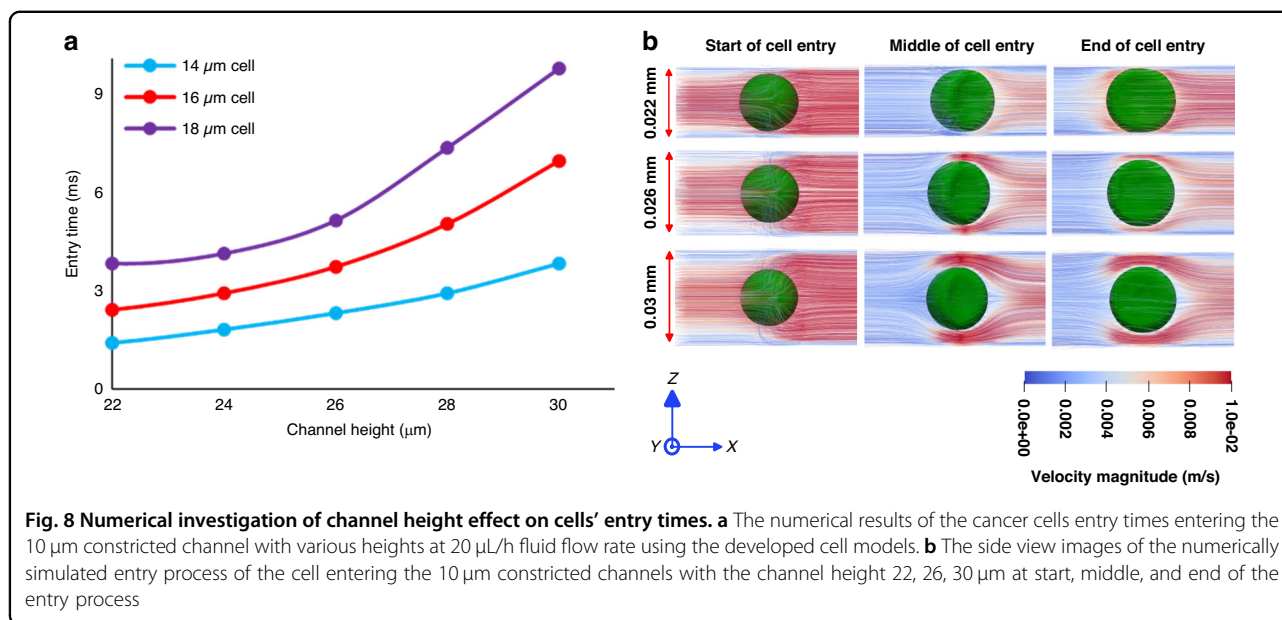 a
14 μm cell
16 μm cell
18 μm cell
9
6
3
0
Entry time (ms)
22 24 26 28 30
Channel height (μm)
b
Start of cell entry Middle of cell entry End of cell entry
0.022 mm
0.026 mm
0.03 mm
Z
Y X
0.0e+00 0.002 0.004 0.006 0.008 1.0e-02
Velocity magnitude (m/s)
Fig. 8 Numerical investigation of channel height effect on cells' entry times. a The numerical results of the cancer cells entry times entering the
10 μm constricted channel with various heights at 20 μL/h fluid flow rate using the developed cell models. b The side view images of the numerically
simulated entry process of the cell entering the 10 μm constricted channels with the channel height 22, 26, 30 μm at start, middle, and end of the
entry process